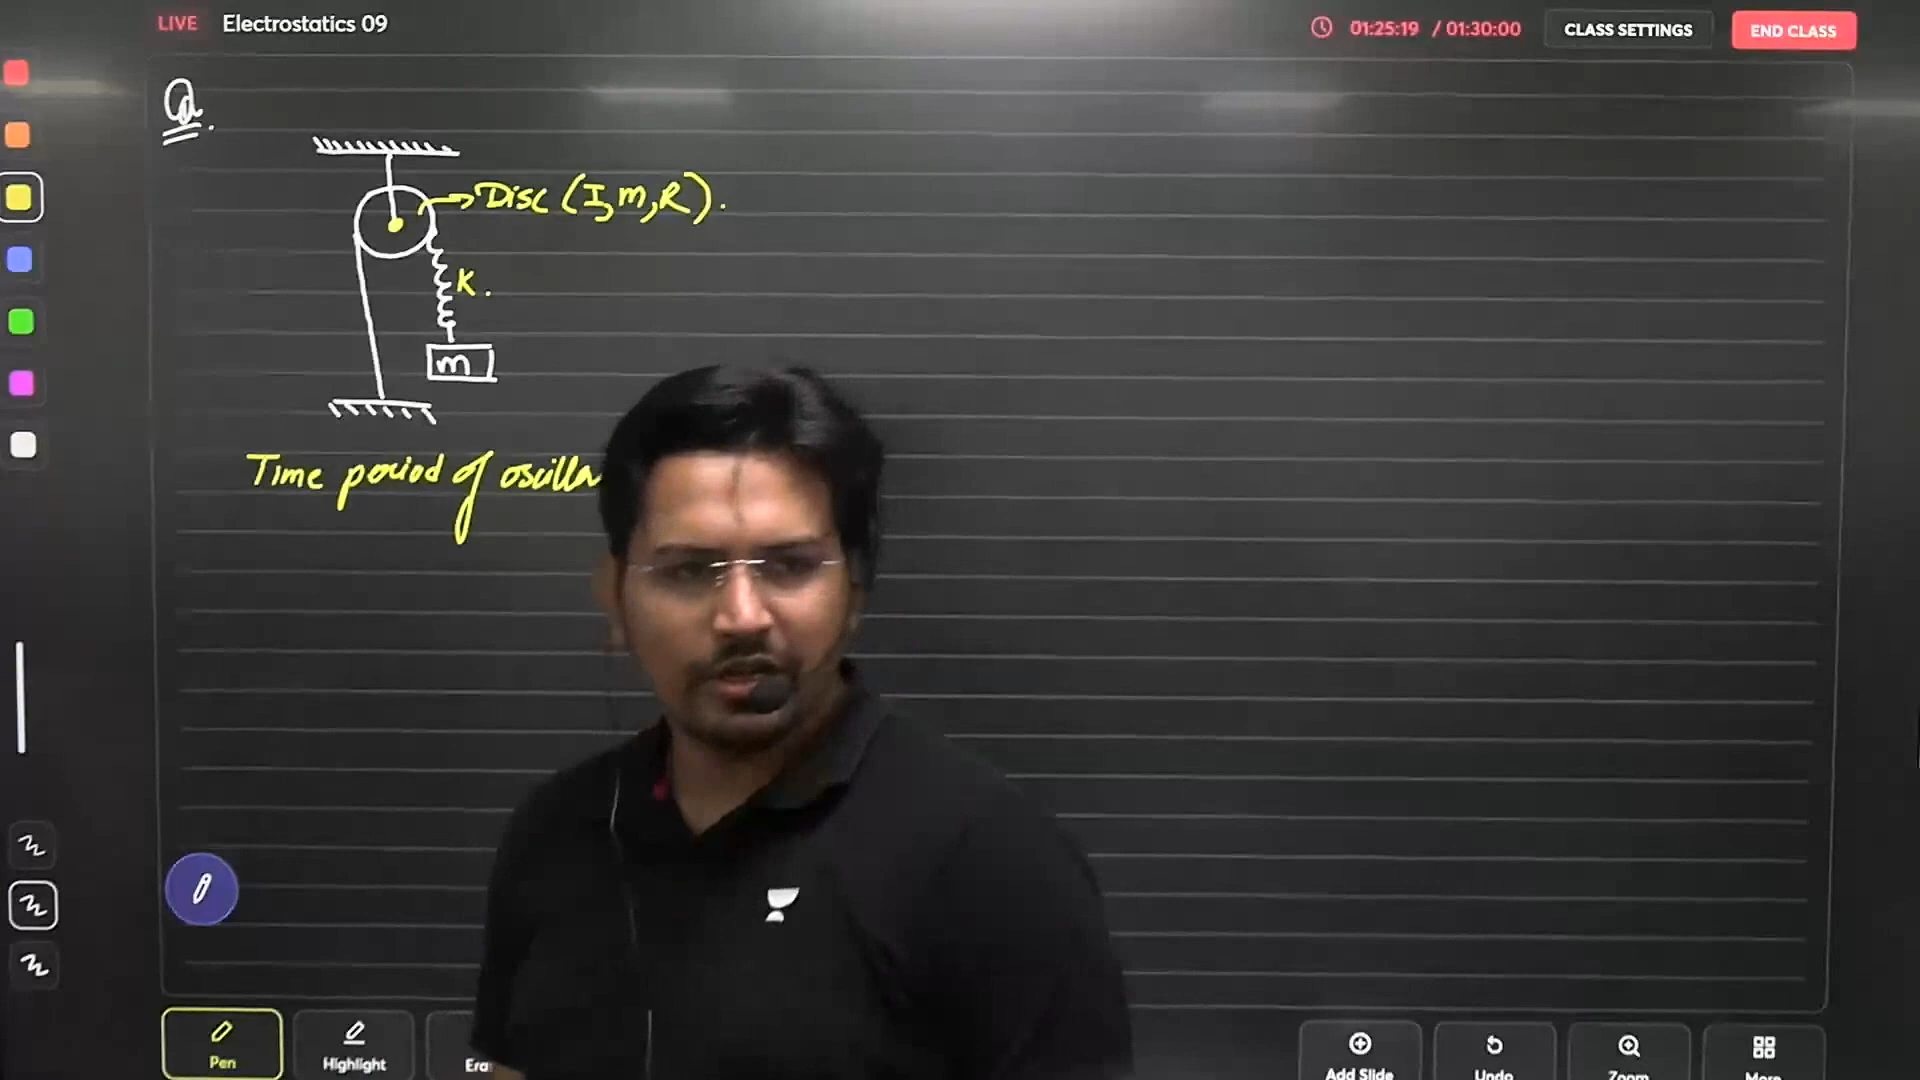 LIVE Electrostatics 09 01:25:19 / 01:30:00 CLASS SETTINGS END CLASS
Q.
→ Disc (I, m, R).
K.
m
Time period of
Pen Highlight Add Slide Undo Zoom More